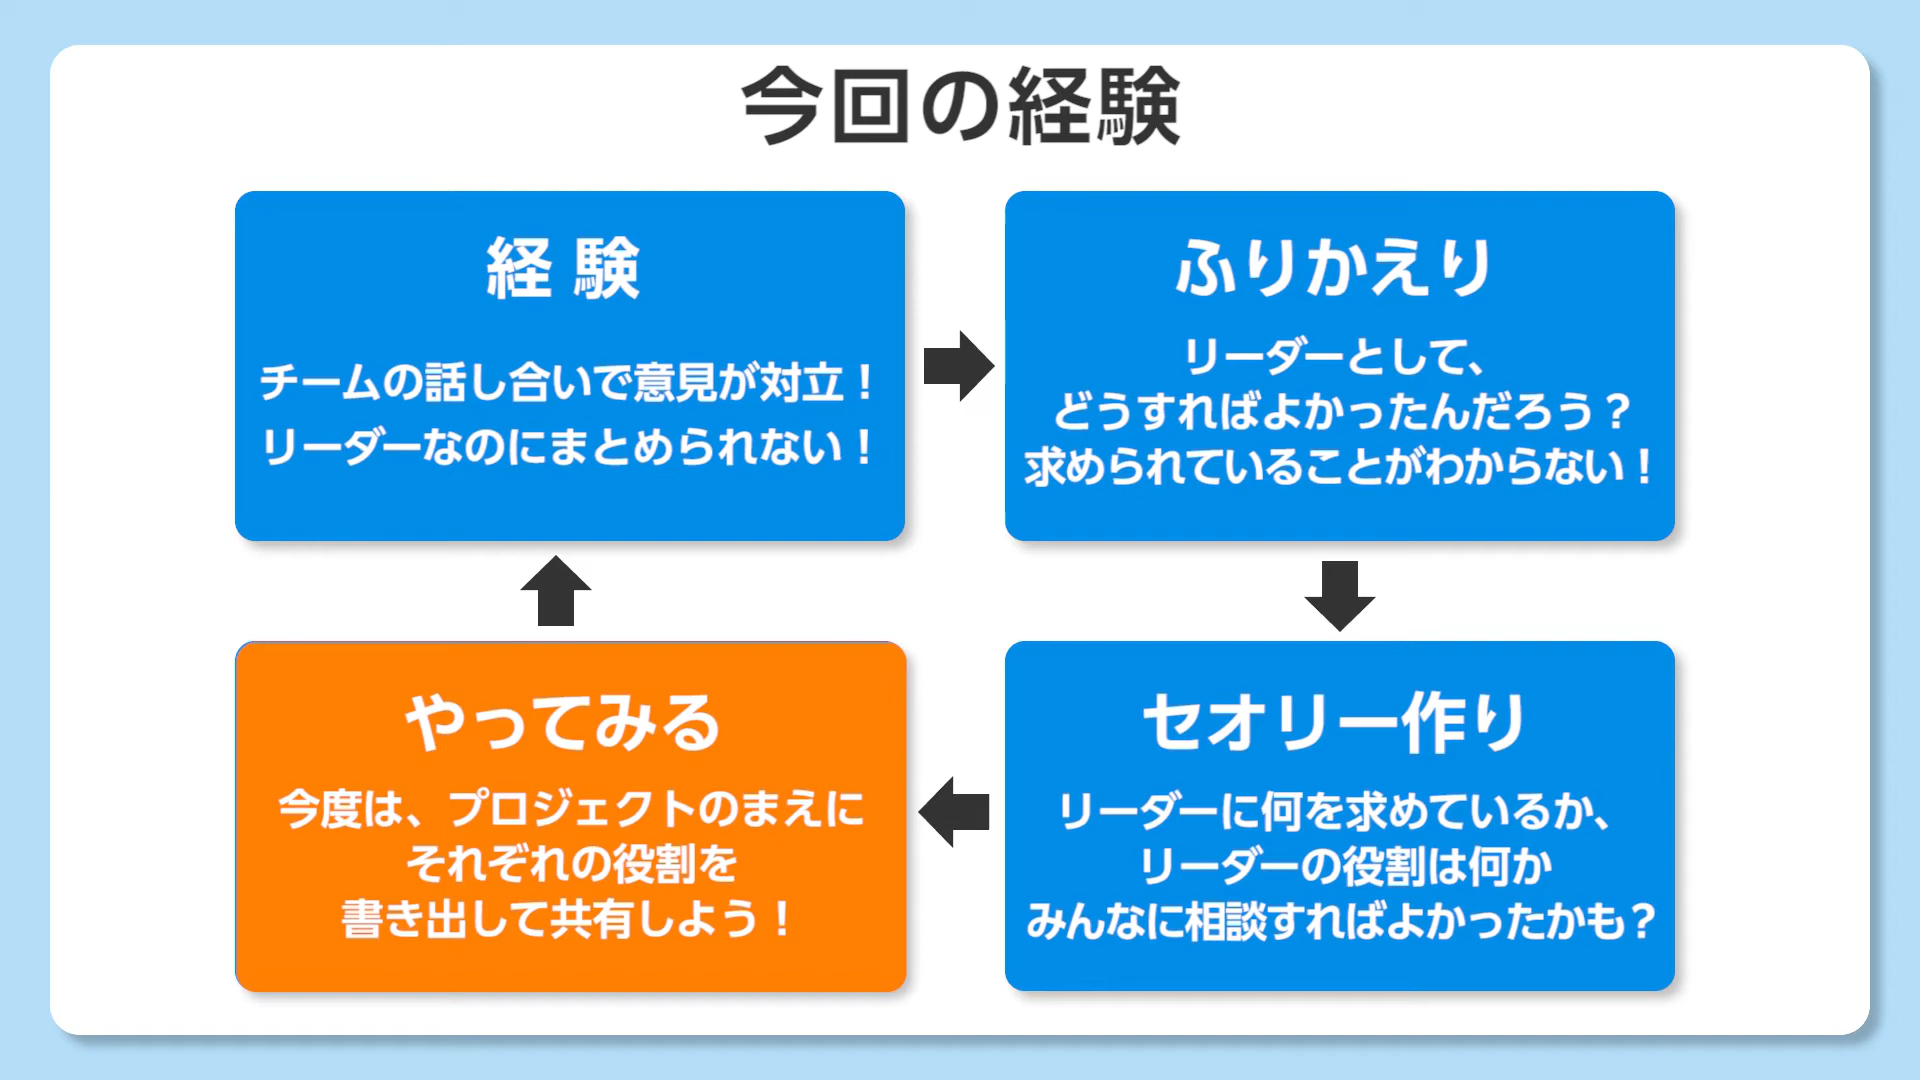 今回の経験
経 験
チームの話し合いで意見が対立！
リーダーなのにまとめられない！
ふりかえり
リーダーとして、
どうすればよかったんだろう？
求められていることがわからない！
セオリー作り
リーダーに何を求めているか、
リーダーの役割は何か
みんなに相談すればよかったかも？
やってみる
今度は、プロジェクトのまえに
それぞれの役割を
書き出して共有しよう！